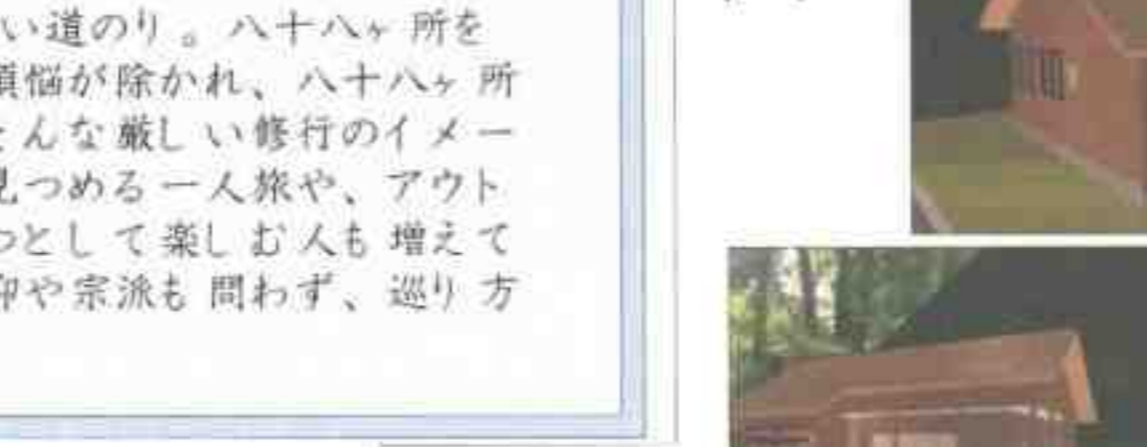 い道のり。八十八ヶ所を
煩悩が除かれ、八十八ヶ所
そんな厳しい修行のイメー
見つめる一人旅や、アウト
つとして楽しむ人も増えて
仰や宗派も問わず、巡り方